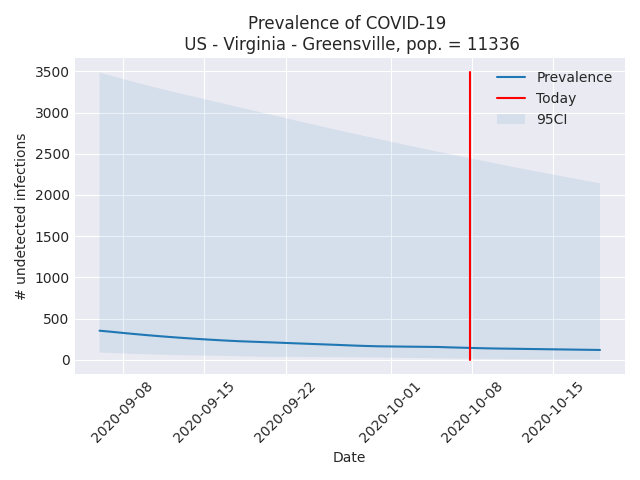 Prevalence of COVID-19
US - Virginia - Greensville, pop. = 11336
3500
3000
2500
2000
1500
1000
500
0
# undetected infections
Prevalence
Today
95CI
2020-09-08
2020-09-15
2020-09-22
2020-10-01
2020-10-08
2020-10-15
Date